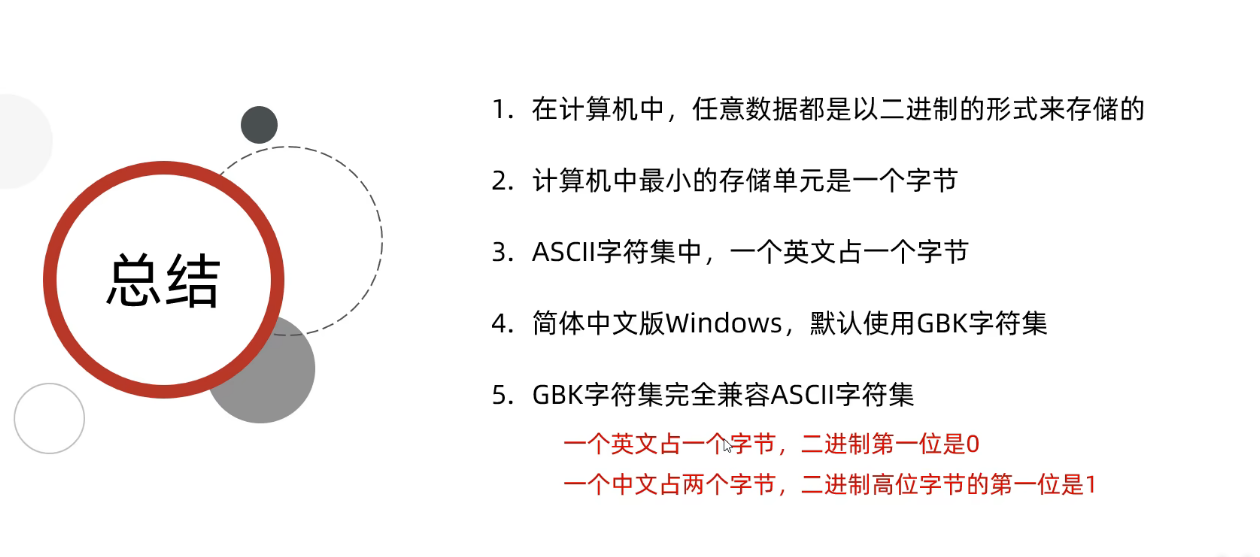 总结
1. 在计算机中，任意数据都是以二进制的形式来存储的
2. 计算机中最小的存储单元是一个字节
3. ASCII字符集中，一个英文占一个字节
4. 简体中文版Windows，默认使用GBK字符集
5. GBK字符集完全兼容ASCII字符集
一个英文占一个字节，二进制第一位是0
一个中文占两个字节，二进制高位字节的第一位是1